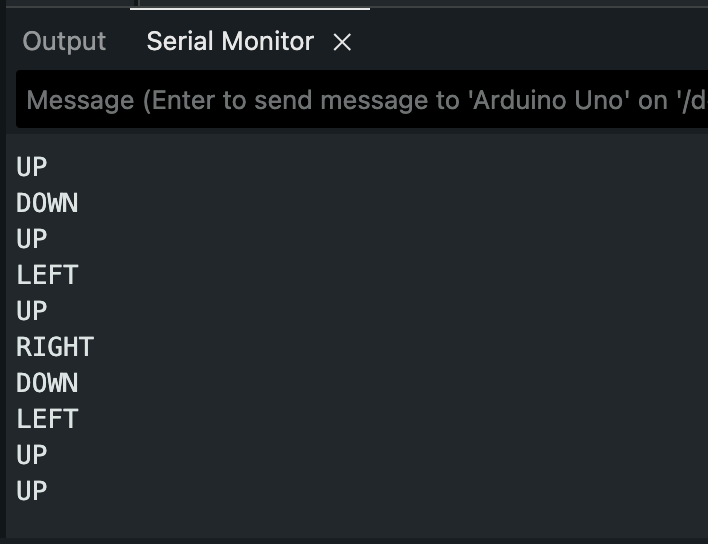 Output Serial Monitor
Message (Enter to send message to 'Arduino Uno' on '/d
UP
DOWN
UP
LEFT
UP
RIGHT
DOWN
LEFT
UP
UP